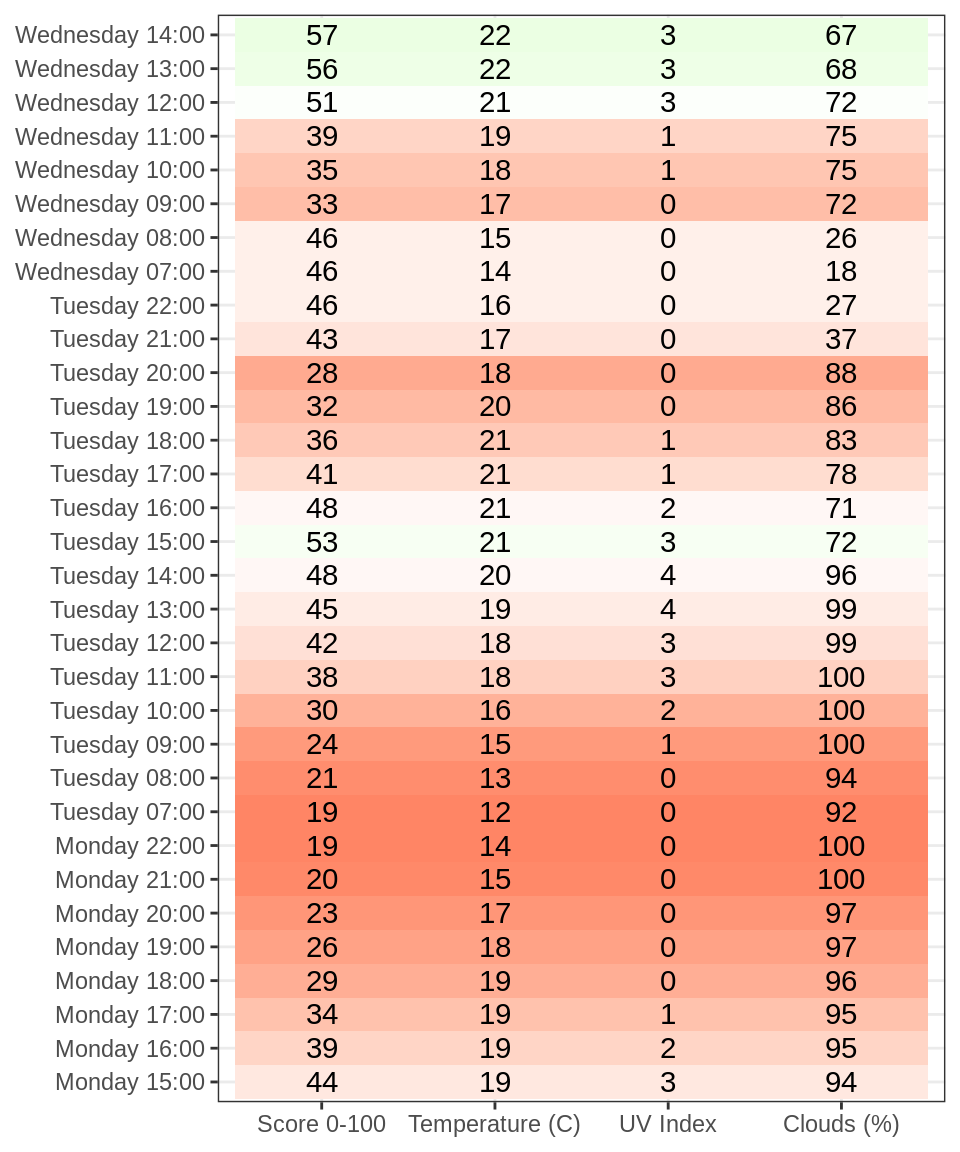 Wednesday 14:00 57 22 3 67
Wednesday 13:00 56 22 3 68
Wednesday 12:00 51 21 3 72
Wednesday 11:00 39 19 1 75
Wednesday 10:00 35 18 1 75
Wednesday 09:00 33 17 0 72
Wednesday 08:00 46 15 0 26
Wednesday 07:00 46 14 0 18
Tuesday 22:00 46 16 0 27
Tuesday 21:00 43 17 0 37
Tuesday 20:00 28 18 0 88
Tuesday 19:00 32 20 0 86
Tuesday 18:00 36 21 1 83
Tuesday 17:00 41 21 1 78
Tuesday 16:00 48 21 2 71
Tuesday 15:00 53 21 3 72
Tuesday 14:00 48 20 4 96
Tuesday 13:00 45 19 4 99
Tuesday 12:00 42 18 3 99
Tuesday 11:00 38 18 3 100
Tuesday 10:00 30 16 2 100
Tuesday 09:00 24 15 1 100
Tuesday 08:00 21 13 0 94
Tuesday 07:00 19 12 0 92
Monday 22:00 19 14 0 100
Monday 21:00 20 15 0 100
Monday 20:00 23 17 0 97
Monday 19:00 26 18 0 97
Monday 18:00 29 19 0 96
Monday 17:00 34 19 1 95
Monday 16:00 39 19 2 95
Monday 15:00 44 19 3 94
Score 0-100 Temperature (C) UV Index Clouds (%)